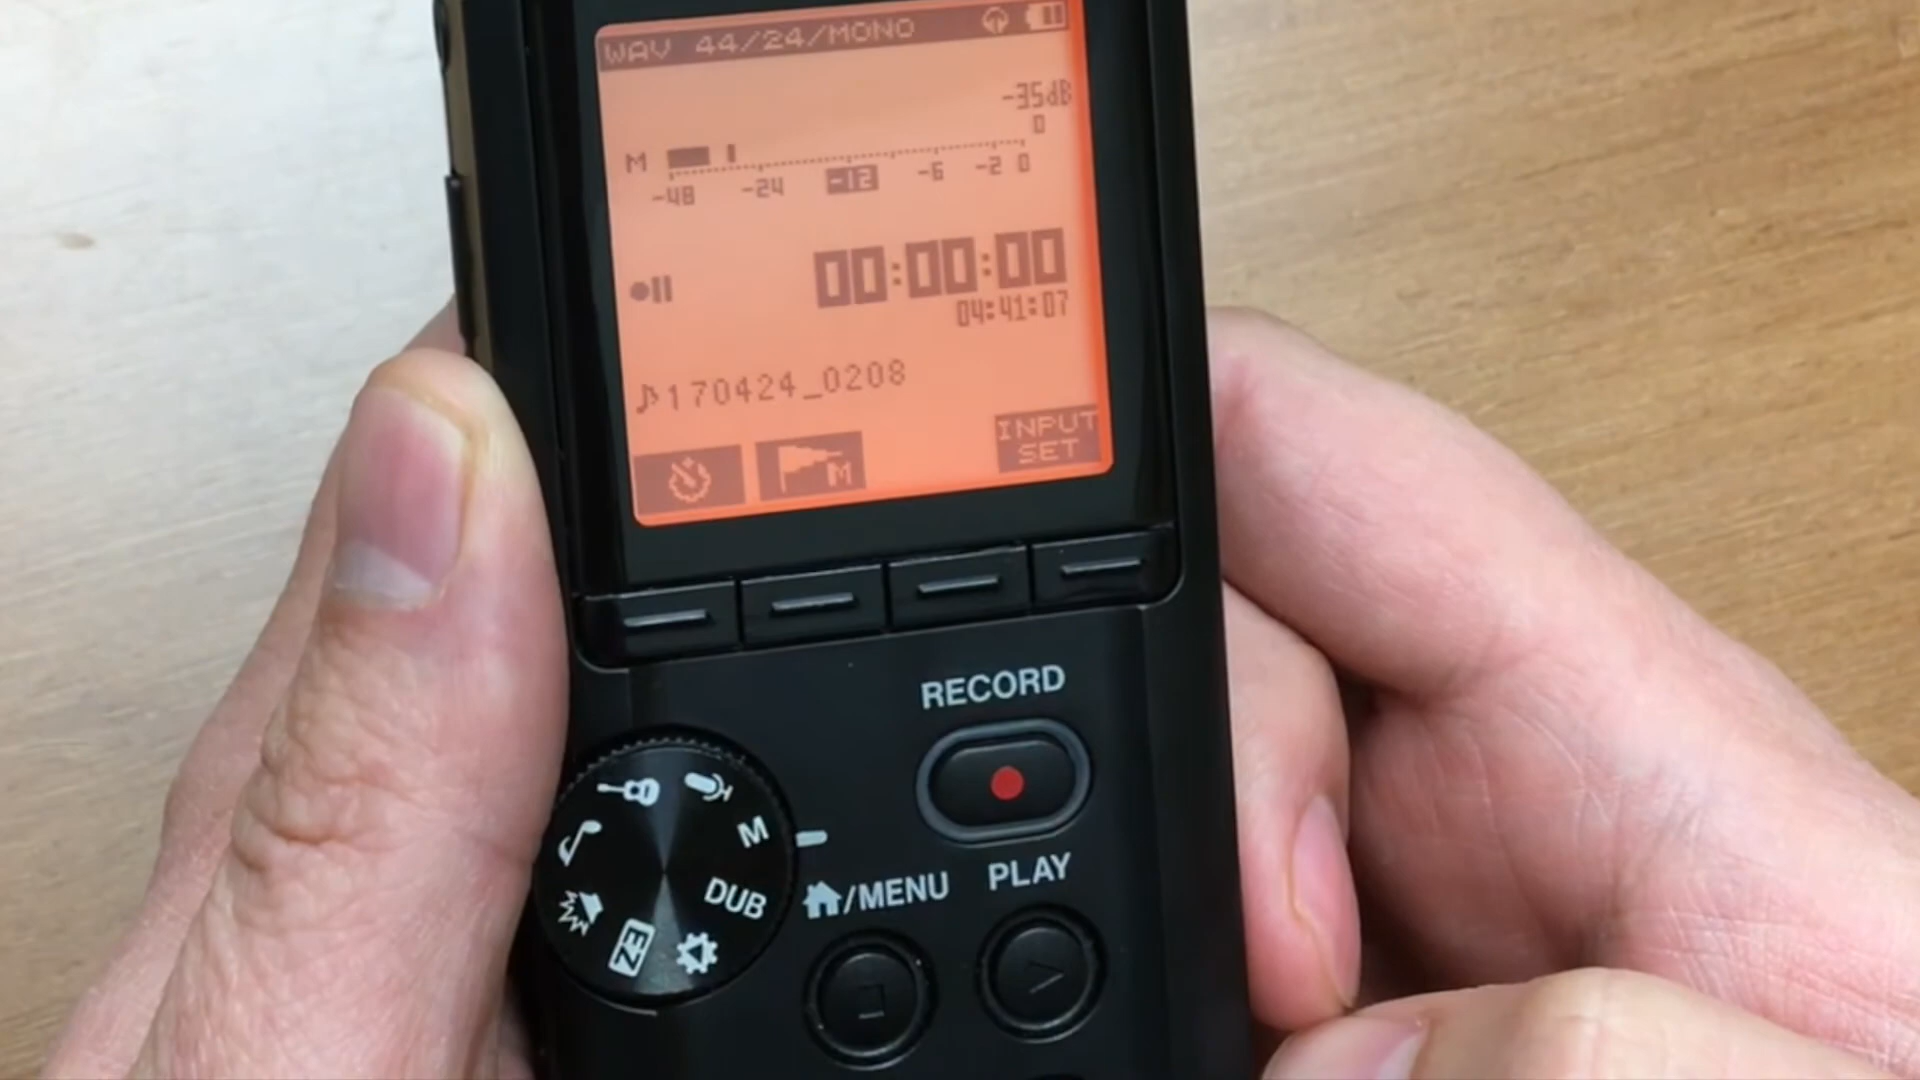 WAV 44/24/MONO
-35dB
0
M
-48 -24 -12 -6 -2 0
00:00:00
04:41:07
170424_0208
M
INPUT
SET
RECORD
M
DUB
EZ
/MENU
PLAY